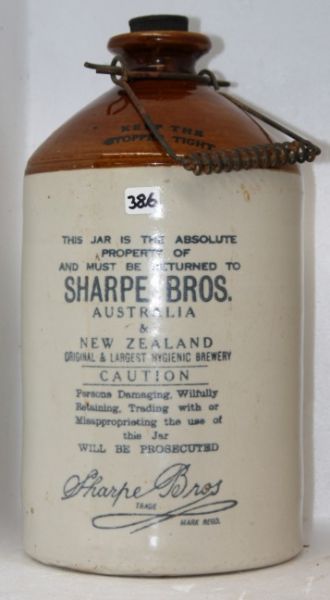 KEEP THE
STOPPER TIGHT
386
THIS JAR IS THE ABSOLUTE
PROPERTY OF
AND MUST BE RETURNED TO
SHARPE BROS.
AUSTRALIA
&
NEW ZEALAND
ORIGINAL & LARGEST HYGIENIC BREWERY
CAUTION
Persons Damaging, Wilfully
Retaining, Trading with or
Misappropriating the use of
this Jar
WILL BE PROSECUTED
Sharpe Bros
TRADE
MARK REGD.